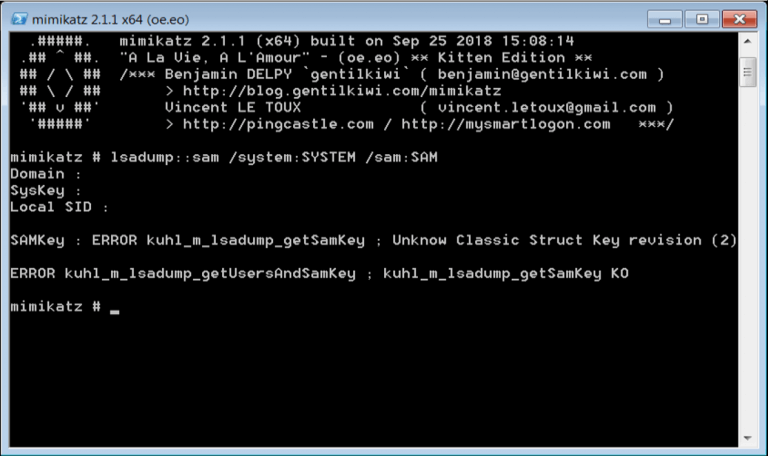 mimikatz 2.1.1 x64 (oe.eo)
.#####.   mimikatz 2.1.1 (x64) built on Sep 25 2018 15:08:14
.## ^ ##.  "A La Vie, A L'Amour" - (oe.eo) ** Kitten Edition **
## / \ ##  /*** Benjamin DELPY `gentilkiwi` ( benjamin@gentilkiwi.com )
## \ / ##       > http://blog.gentilkiwi.com/mimikatz
'## v ##'       Vincent LE TOUX             ( vincent.letoux@gmail.com )
'#####'        > http://pingcastle.com / http://mysmartlogon.com   ***/
mimikatz # lsadump::sam /system:SYSTEM /sam:SAM
Domain :
SysKey :
Local SID :
SAMKey : ERROR kuhl_m_lsadump_getSamKey ; Unknow Classic Struct Key revision (2)
ERROR kuhl_m_lsadump_getUsersAndSamKey ; kuhl_m_lsadump_getSamKey KO
mimikatz # _